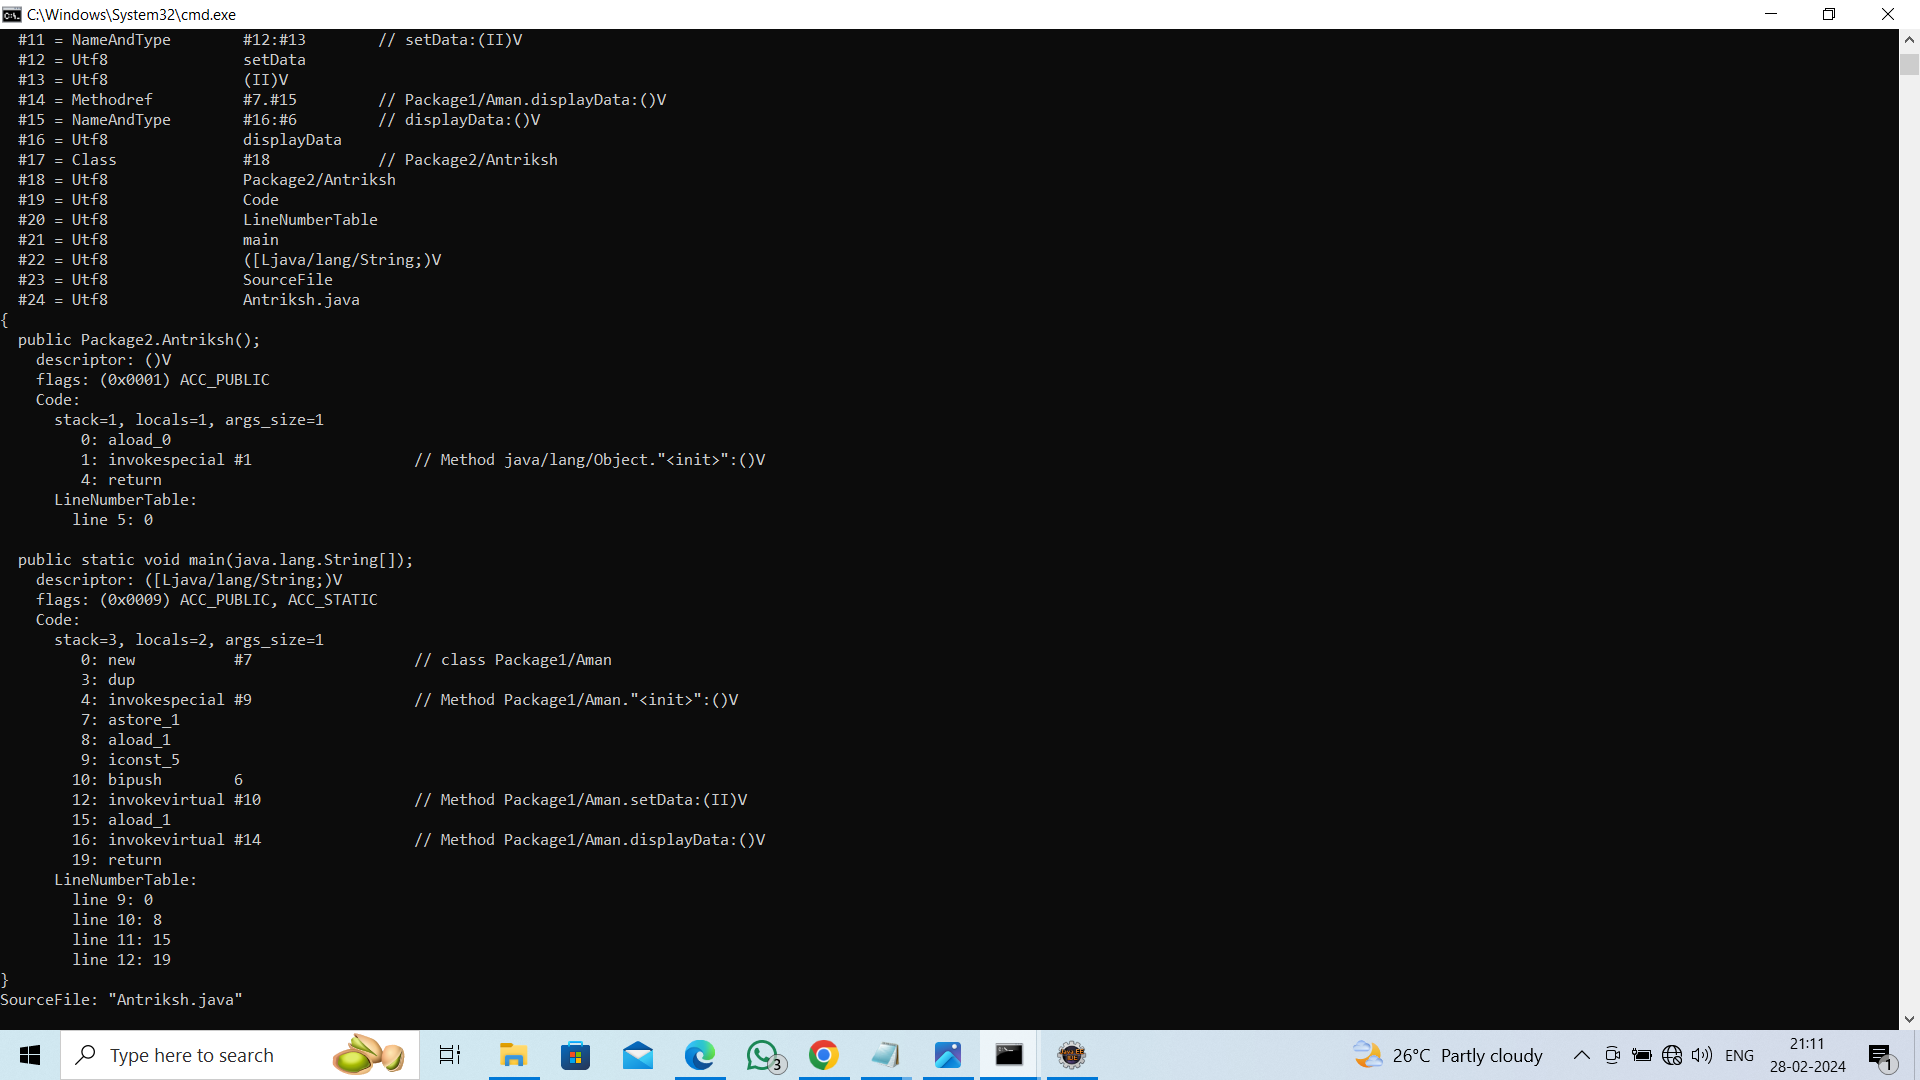 C:\Windows\System32\cmd.exe
#11 = NameAndType        #12:#13        // setData:(II)V
#12 = Utf8               setData
#13 = Utf8               (II)V
#14 = Methodref          #7.#15         // Package1/Aman.displayData:()V
#15 = NameAndType        #16:#6         // displayData:()V
#16 = Utf8               displayData
#17 = Class              #18            // Package2/Antriksh
#18 = Utf8               Package2/Antriksh
#19 = Utf8               Code
#20 = Utf8               LineNumberTable
#21 = Utf8               main
#22 = Utf8               ([Ljava/lang/String;)V
#23 = Utf8               SourceFile
#24 = Utf8               Antriksh.java
{
  public Package2.Antriksh();
    descriptor: ()V
    flags: (0x0001) ACC_PUBLIC
    Code:
      stack=1, locals=1, args_size=1
         0: aload_0
         1: invokespecial #1                  // Method java/lang/Object."<init>":()V
         4: return
      LineNumberTable:
        line 5: 0
  public static void main(java.lang.String[]);
    descriptor: ([Ljava/lang/String;)V
    flags: (0x0009) ACC_PUBLIC, ACC_STATIC
    Code:
      stack=3, locals=2, args_size=1
         0: new           #7                  // class Package1/Aman
         3: dup
         4: invokespecial #9                  // Method Package1/Aman."<init>":()V
         7: astore_1
         8: aload_1
         9: iconst_5
        10: bipush        6
        12: invokevirtual #10                 // Method Package1/Aman.setData:(II)V
        15: aload_1
        16: invokevirtual #14                 // Method Package1/Aman.displayData:()V
        19: return
      LineNumberTable:
        line 9: 0
        line 10: 8
        line 11: 15
        line 12: 19
}
SourceFile: "Antriksh.java"
Type here to search
3
26°C Partly cloudy
ENG
21:11
28-02-2024
1